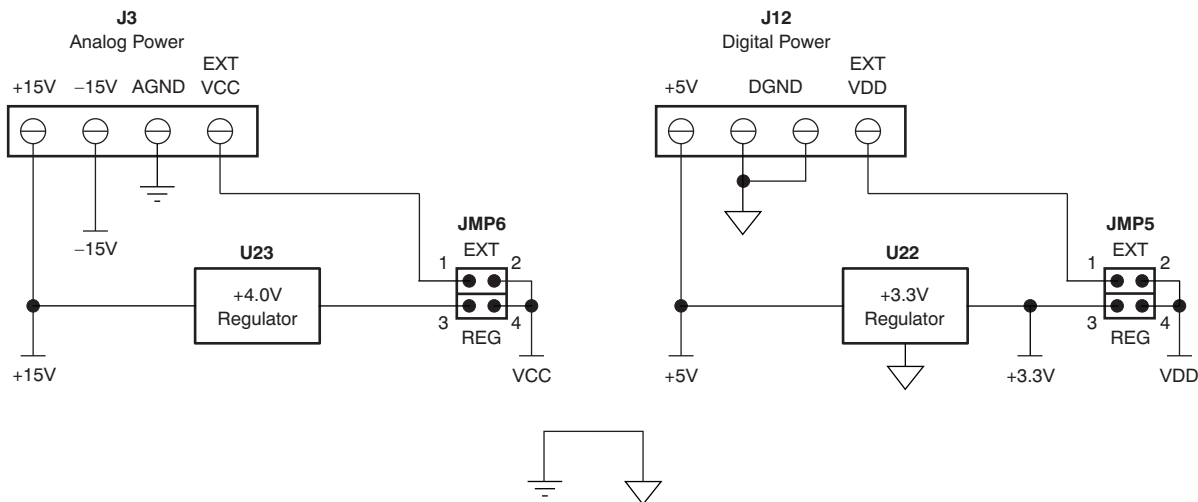 J3
Analog Power
+15V
−15V
AGND
EXT
VCC
−15V
U23
+4.0V
Regulator
JMP6
EXT
1
2
3
4
REG
+15V
VCC
J12
Digital Power
+5V
DGND
EXT
VDD
U22
+3.3V
Regulator
JMP5
EXT
1
2
3
4
REG
+5V
+3.3V
VDD